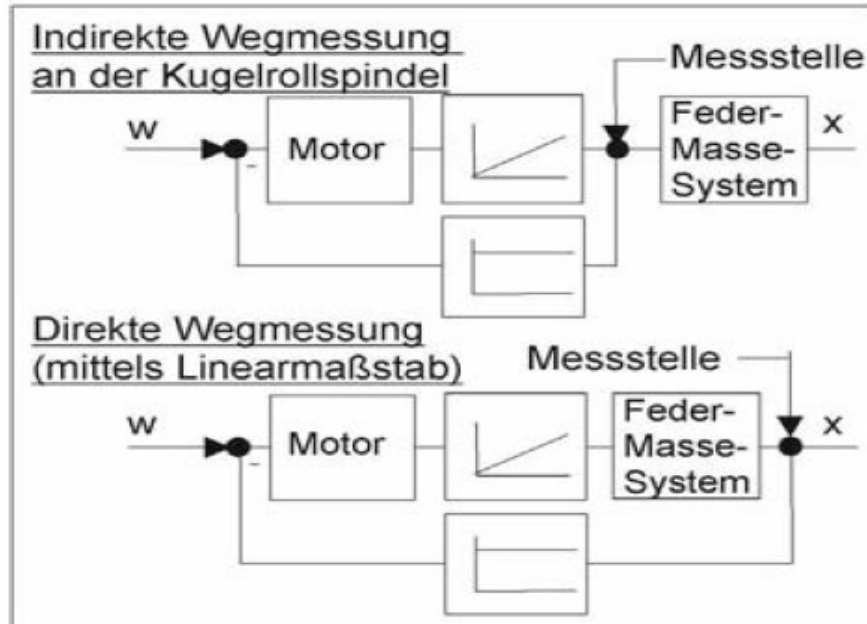 Indirekte Wegmessung
an der Kugelrollspindel
Messstelle
w
-
Motor
Feder-
Masse-
System
x
Direkte Wegmessung
(mittels Linearmaßstab)
Messstelle
w
-
Motor
Feder-
Masse-
System
x